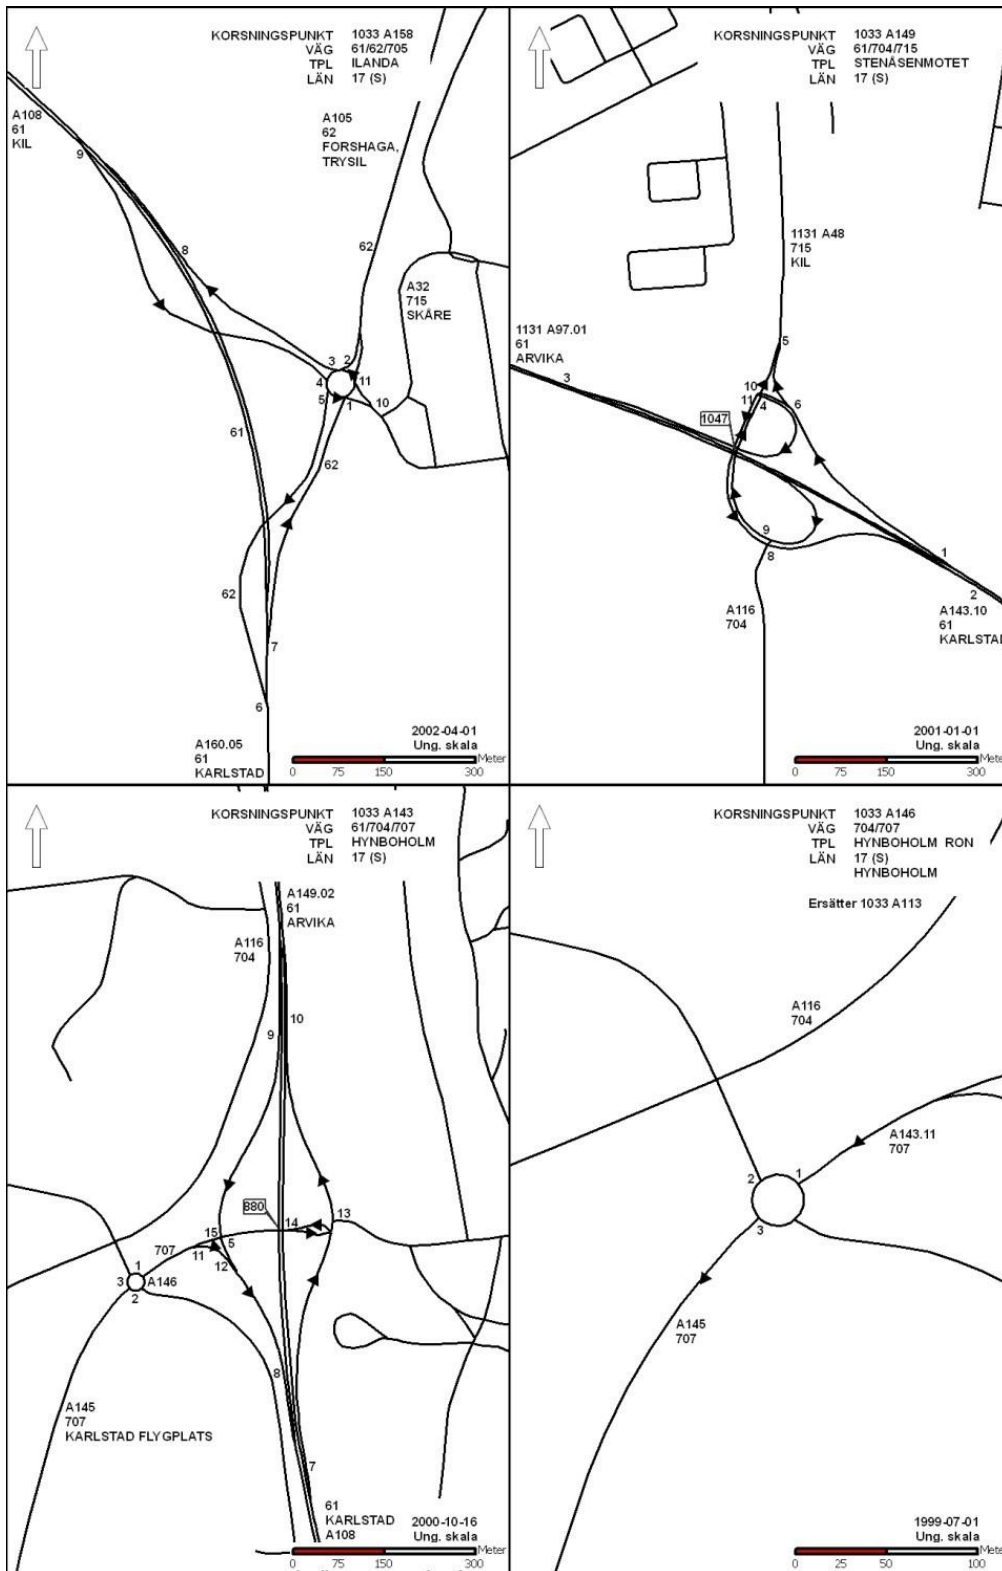 KORSNINGSPUNKT 1033 A158
VÄG 61/62/705
TPL ILANDA
LÄN 17 (S)
A108
61
KIL
9
A105
62
FORSHAGA,
TRYSIL
8
62
A32
715
SKÅRE
3 2
4 11
5 1 10
61
62
62
7
6
A160.05
61
KARLSTAD
2002-04-01
Ung. skala
Meter
0 75 150 300
KORSNINGSPUNKT 1033 A149
VÄG 61/704/715
TPL STENÅSENMOTET
LÄN 17 (S)
1131 A48
715
KIL
1131 A97.01
61
ARVIKA
3
5
10
11 4 6
1047
9
8
1
2
A116
704
A143.10
61
KARLSTAD
2001-01-01
Ung. skala
Meter
0 75 150 300
KORSNINGSPUNKT 1033 A143
VÄG 61/704/707
TPL HYNBOHOLM
LÄN 17 (S)
A149.02
61
ARVIKA
A116
704
9 10
880
13
14
15
5
707
11
12
1
3 A146
2
8
A145
707
KARLSTAD FLYGPLATS
7
61
KARLSTAD
A108
2000-10-16
Ung. skala
Meter
0 75 150 300
KORSNINGSPUNKT 1033 A146
VÄG 704/707
TPL HYNBOHOLM RON
LÄN 17 (S)
HYNBOHOLM
Ersätter 1033 A113
A116
704
A143.11
707
1
2
3
A145
707
1999-07-01
Ung. skala
Mete
0 25 50 100